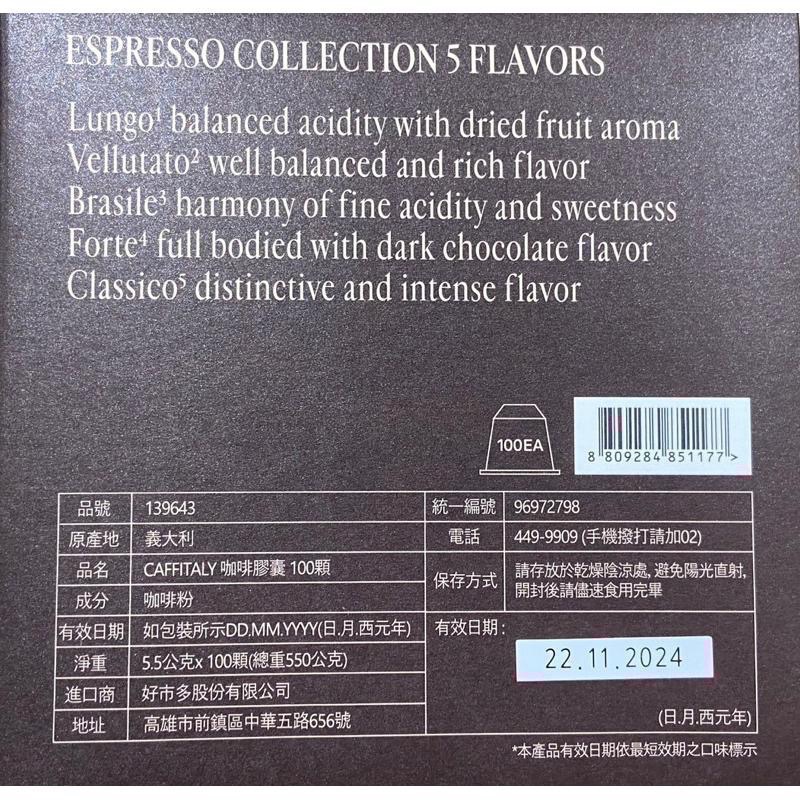 ESPRESSO COLLECTION 5 FLAVORS
Lungo¹ balanced acidity with dried fruit aroma
Vellutato² well balanced and rich flavor
Brasile³ harmony of fine acidity and sweetness
Forte⁴ full bodied with dark chocolate flavor
Classico⁵ distinctive and intense flavor
100EA
8 809284 851177 >
品號 139643
原產地 義大利
品名 CAFFITALY 咖啡膠囊 100顆
成分 咖啡粉
有效日期 如包裝所示DD.MM.YYYY(日.月.西元年)
淨重 5.5公克x 100顆(總重550公克)
進口商 好市多股份有限公司
地址 高雄市前鎮區中華五路656號
統一編號 96972798
電話 449-9909 (手機撥打請加02)
保存方式 請存放於乾燥陰涼處, 避免陽光直射,
開封後請儘速食用完畢
有效日期:
22.11.2024
(日.月.西元年)
*本產品有效日期依最短效期之口味標示